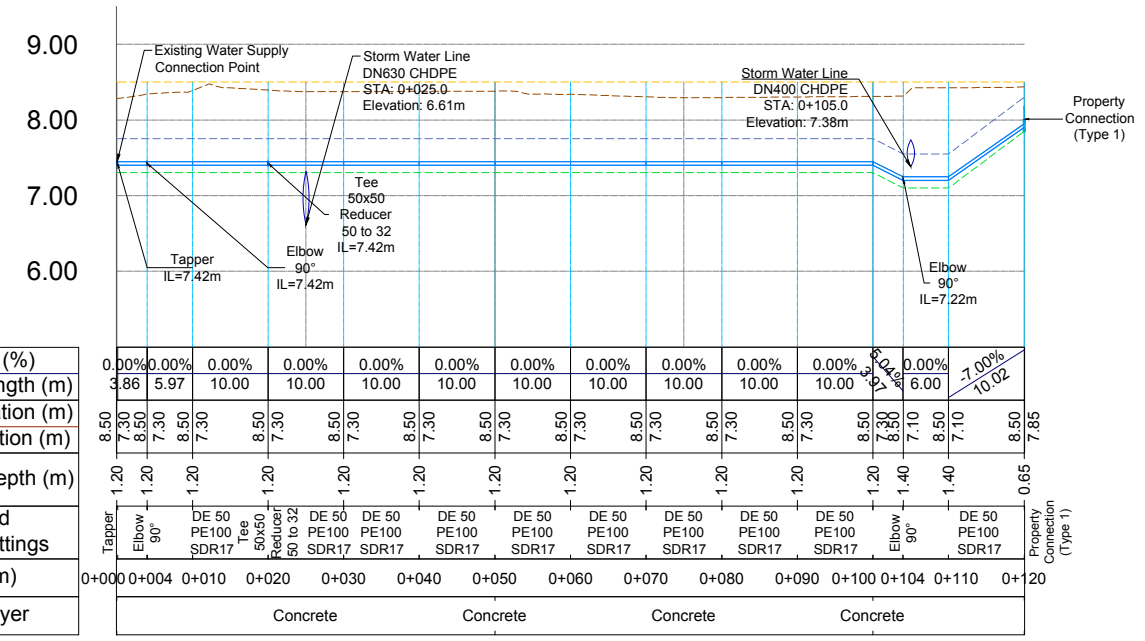 9.00
8.00
7.00
6.00
Existing Water Supply
Connection Point
Storm Water Line
DN630 CHDPE
STA: 0+025.0
Elevation: 6.61m
Storm Water Line
DN400 CHDPE
STA: 0+105.0
Elevation: 7.38m
Property
Connection
(Type 1)
Tee
50x50
Reducer
50 to 32
IL=7.42m
Tapper
IL=7.42m
Elbow
90°
IL=7.42m
Elbow
90°
IL=7.22m
(%)
0.00% 0.00% 0.00% 0.00% 0.00% 0.00% 0.00% 0.00% 0.00% 0.00% 5.04% 0.00% -7.00%
ngth (m)
3.86 5.97 10.00 10.00 10.00 10.00 10.00 10.00 10.00 10.00 10.00 3.97 6.00 10.02
ation (m)
8.50 8.50 8.50 8.50 8.50 8.50 8.50 8.50 8.50 8.50 8.50 8.50 8.50 8.50
tion (m)
7.30 7.30 7.30 7.30 7.30 7.30 7.30 7.30 7.30 7.30 7.30 7.10 7.10 7.85
epth (m)
1.20 1.20 1.20 1.20 1.20 1.20 1.20 1.20 1.20 1.20 1.20 1.40 1.40 0.65
d
ttings
Tapper
Elbow
90°
DE 50
PE100
SDR17
Tee
50x50
Reducer
50 to 32
DE 50
PE100
SDR17
DE 50
PE100
SDR17
DE 50
PE100
SDR17
DE 50
PE100
SDR17
DE 50
PE100
SDR17
DE 50
PE100
SDR17
DE 50
PE100
SDR17
DE 50
PE100
SDR17
Elbow
90°
DE 50
PE100
SDR17
Property
Connection
(Type 1)
m)
0+000 0+004 0+010 0+020 0+030 0+040 0+050 0+060 0+070 0+080 0+090 0+100 0+104 0+110 0+120
yer
Concrete Concrete Concrete Concrete